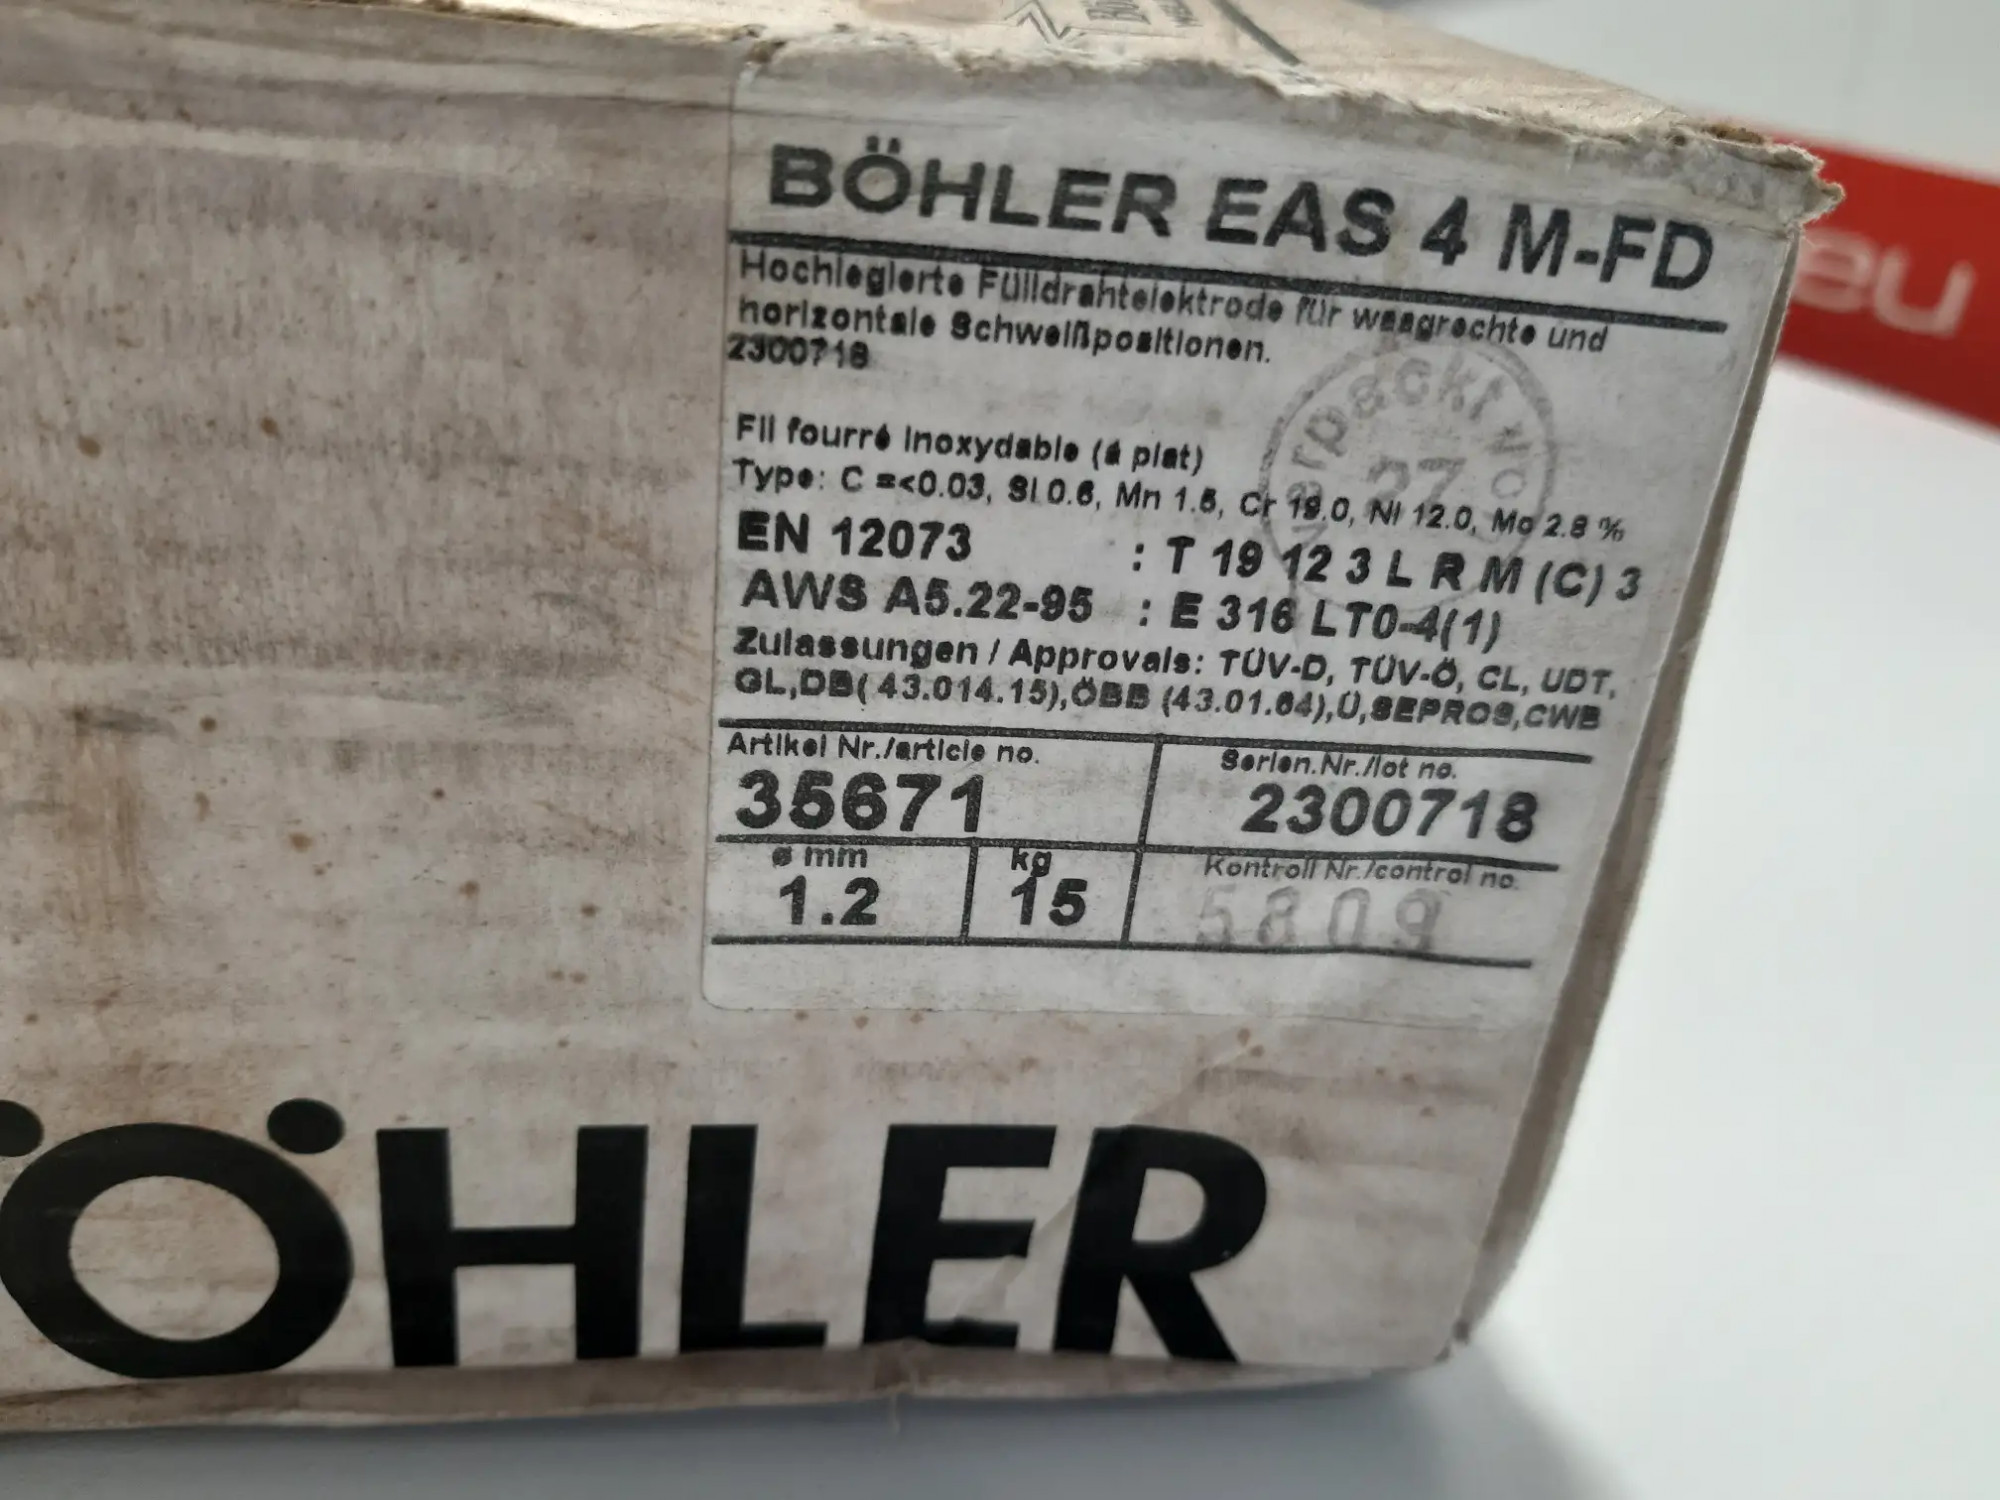 BÖHLER EAS 4 M-FD
Hochlegierte Fülldrahtelektrode für waagrechte und
horizontale Schweißpositionen.
2300718
Verpackt No
27
Fil fourré inoxydable (á plat)
Type: C =<0.03, Si 0.6, Mn 1.5, Cr 19.0, Ni 12.0, Mo 2.8 %
EN 12073 : T 19 12 3 L R M (C) 3
AWS A5.22-95 : E 316 LT0-4(1)
Zulassungen / Approvals: TÜV-D, TÜV-Ö, CL, UDT,
GL,DB( 43.014.15),ÖBB (43.01.64),Ü,SEPROS,CWB
Artikel Nr./article no. Serien.Nr./lot no.
35671 2300718
ø mm kg Kontroll Nr./control no.
1.2 15 5809
ÖHLER
eu